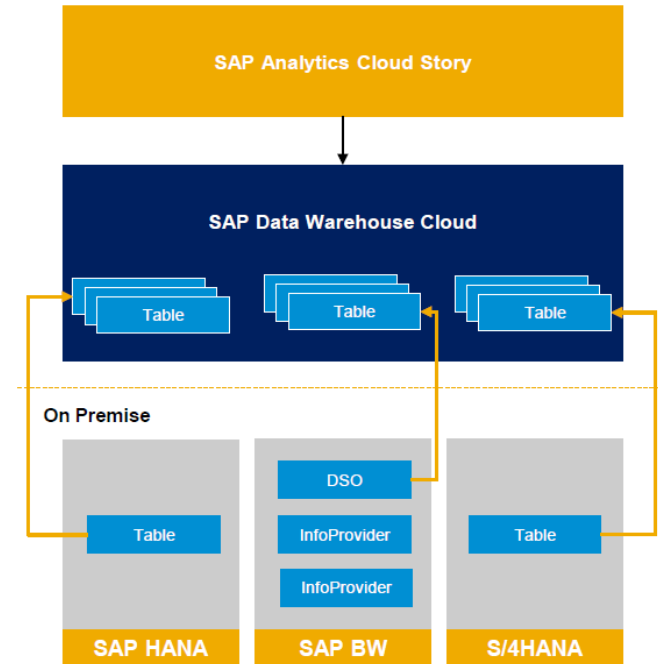 SAP Analytics Cloud Story
SAP Data Warehouse Cloud
Table
Table
Table
On Premise
DSO
Table
InfoProvider
Table
InfoProvider
SAP HANA
SAP BW
S/4HANA